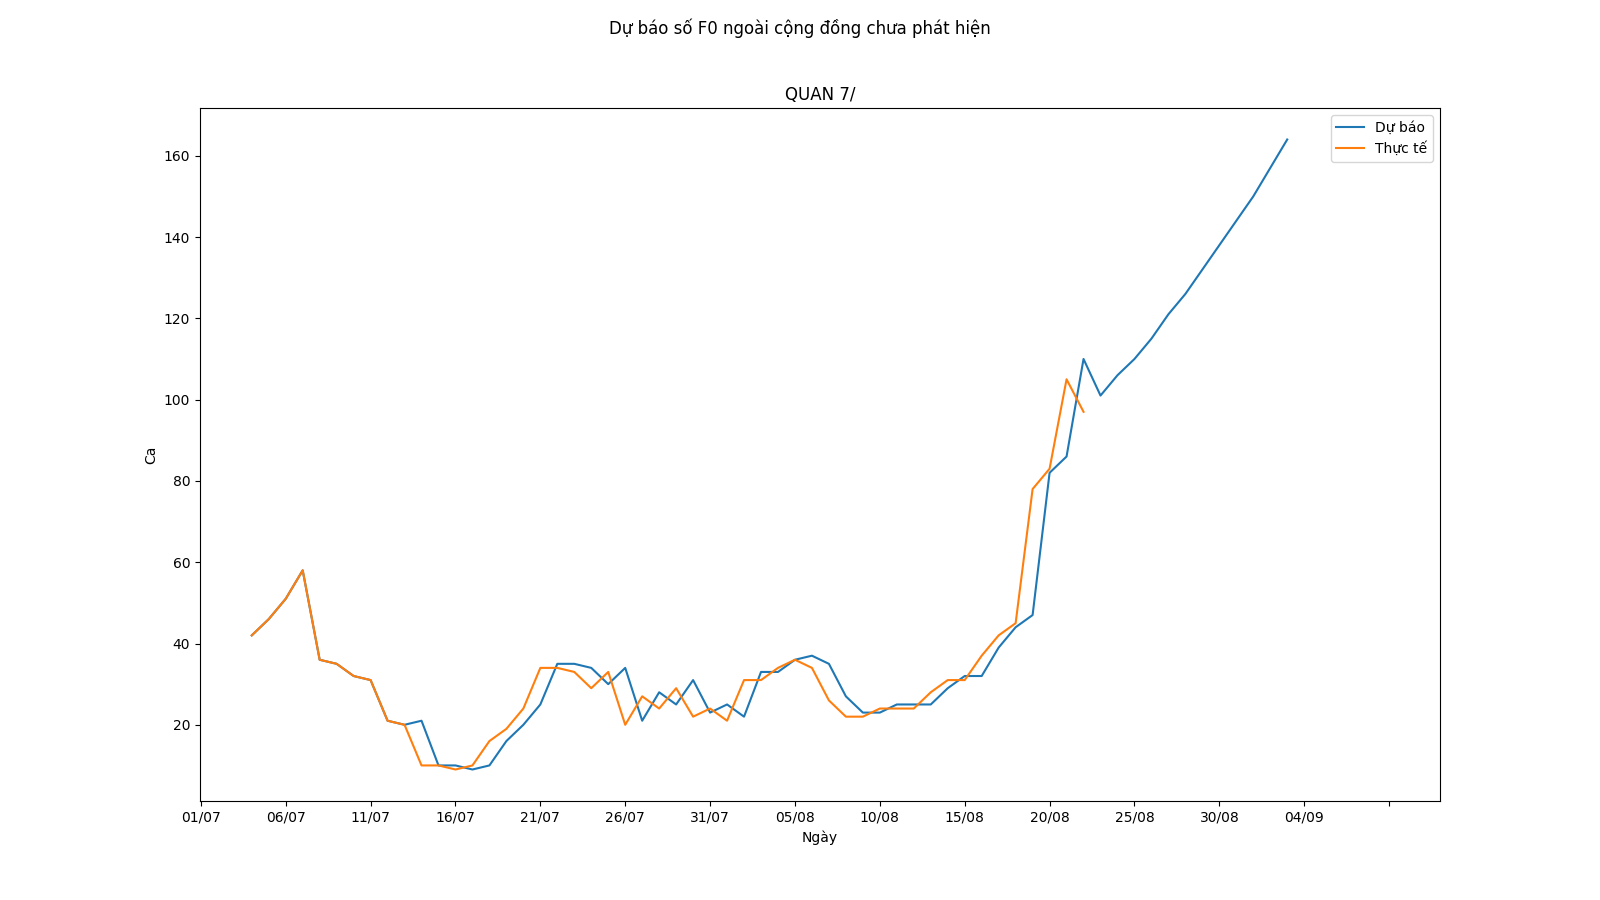 Dự báo số F0 ngoài cộng đồng chưa phát hiện
QUAN 7/
Dự báo
Thực tế
160
140
120
100
80
60
40
20
Ca
01/07 06/07 11/07 16/07 21/07 26/07 31/07 05/08 10/08 15/08 20/08 25/08 30/08 04/09
Ngày